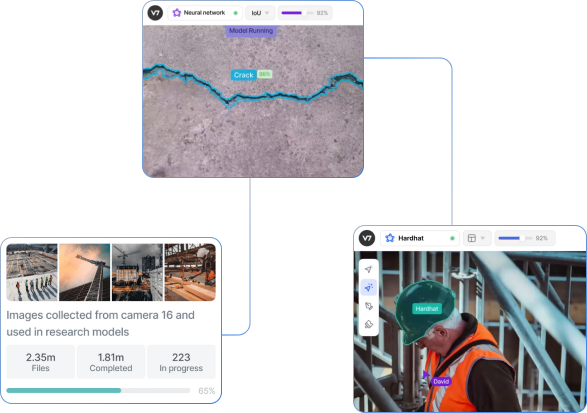 V7 Neural network IoU 92%
Model Running
Crack 98%
V7 Hardhat 92%
Hardhat
David
Images collected from camera 16 and
used in research models
2.35m 1.81m 223
Files Completed In progress
65%